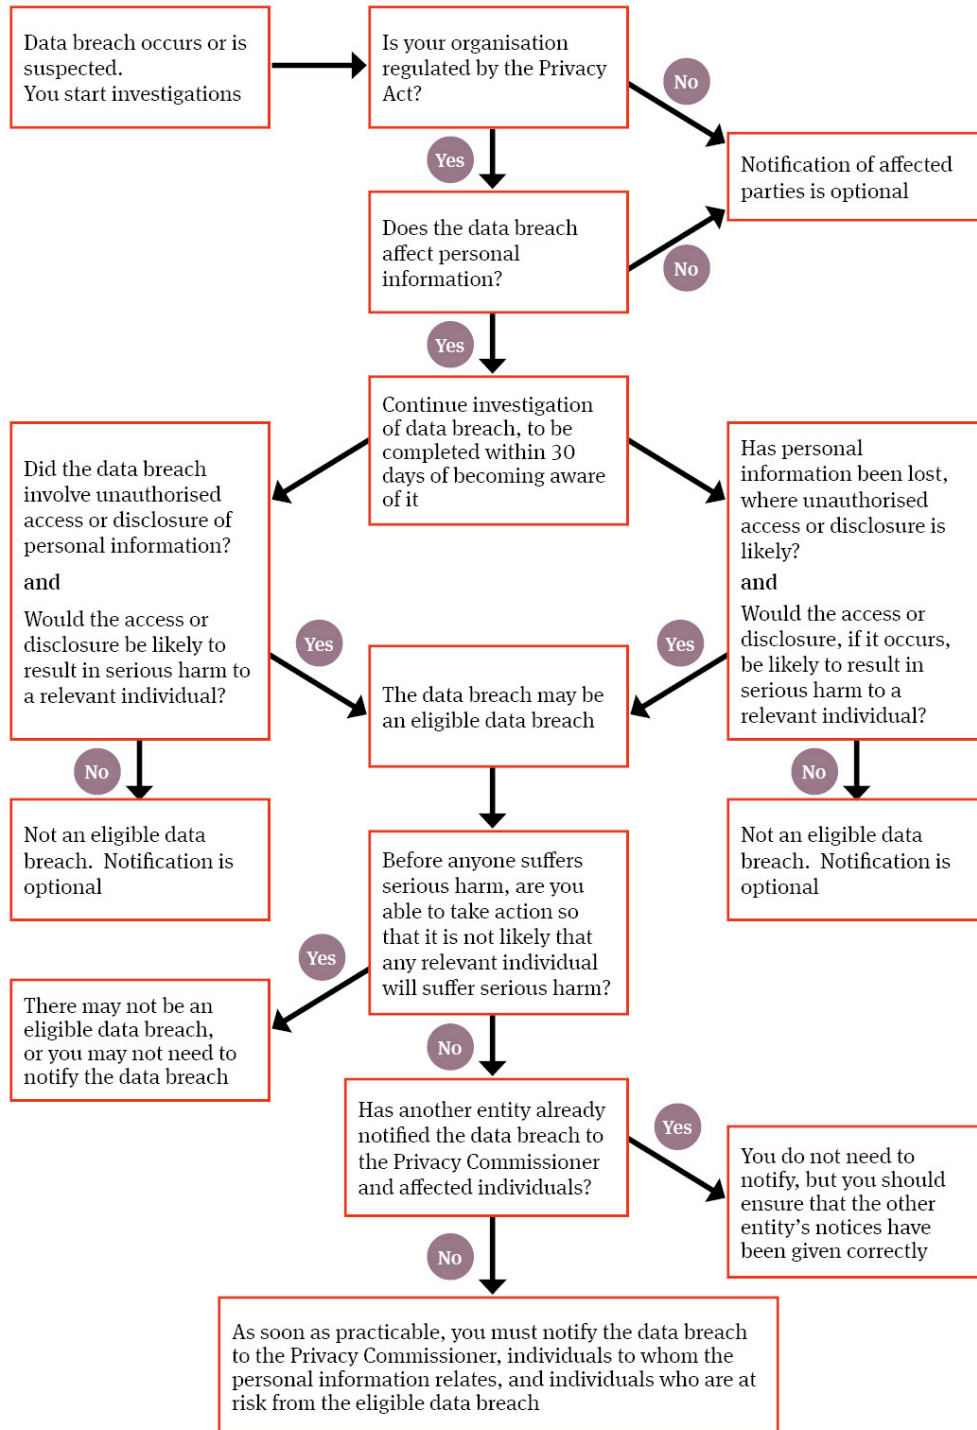 Data breach occurs or is
suspected.
You start investigations
Is your organisation
regulated by the Privacy
Act?
No
Yes
Notification of affected
parties is optional
Does the data breach
affect personal
information?
No
Yes
Continue investigation
of data breach, to be
completed within 30
days of becoming aware
of it
Did the data breach
involve unauthorised
access or disclosure of
personal information?
and
Would the access or
disclosure be likely to
result in serious harm to
a relevant individual?
Has personal
information been lost,
where unauthorised
access or disclosure is
likely?
and
Would the access or
disclosure, if it occurs,
be likely to result in
serious harm to a
relevant individual?
Yes
Yes
The data breach may be
an eligible data breach
No
No
Not an eligible data
breach. Notification is
optional
Not an eligible data
breach. Notification is
optional
Before anyone suffers
serious harm, are you
able to take action so
that it is not likely that
any relevant individual
will suffer serious harm?
Yes
There may not be an
eligible data breach,
or you may not need to
notify the data breach
No
Has another entity already
notified the data breach to
the Privacy Commissioner
and affected individuals?
Yes
You do not need to
notify, but you should
ensure that the other
entity's notices have
been given correctly
No
As soon as practicable, you must notify the data breach
to the Privacy Commissioner, individuals to whom the
personal information relates, and individuals who are at
risk from the eligible data breach